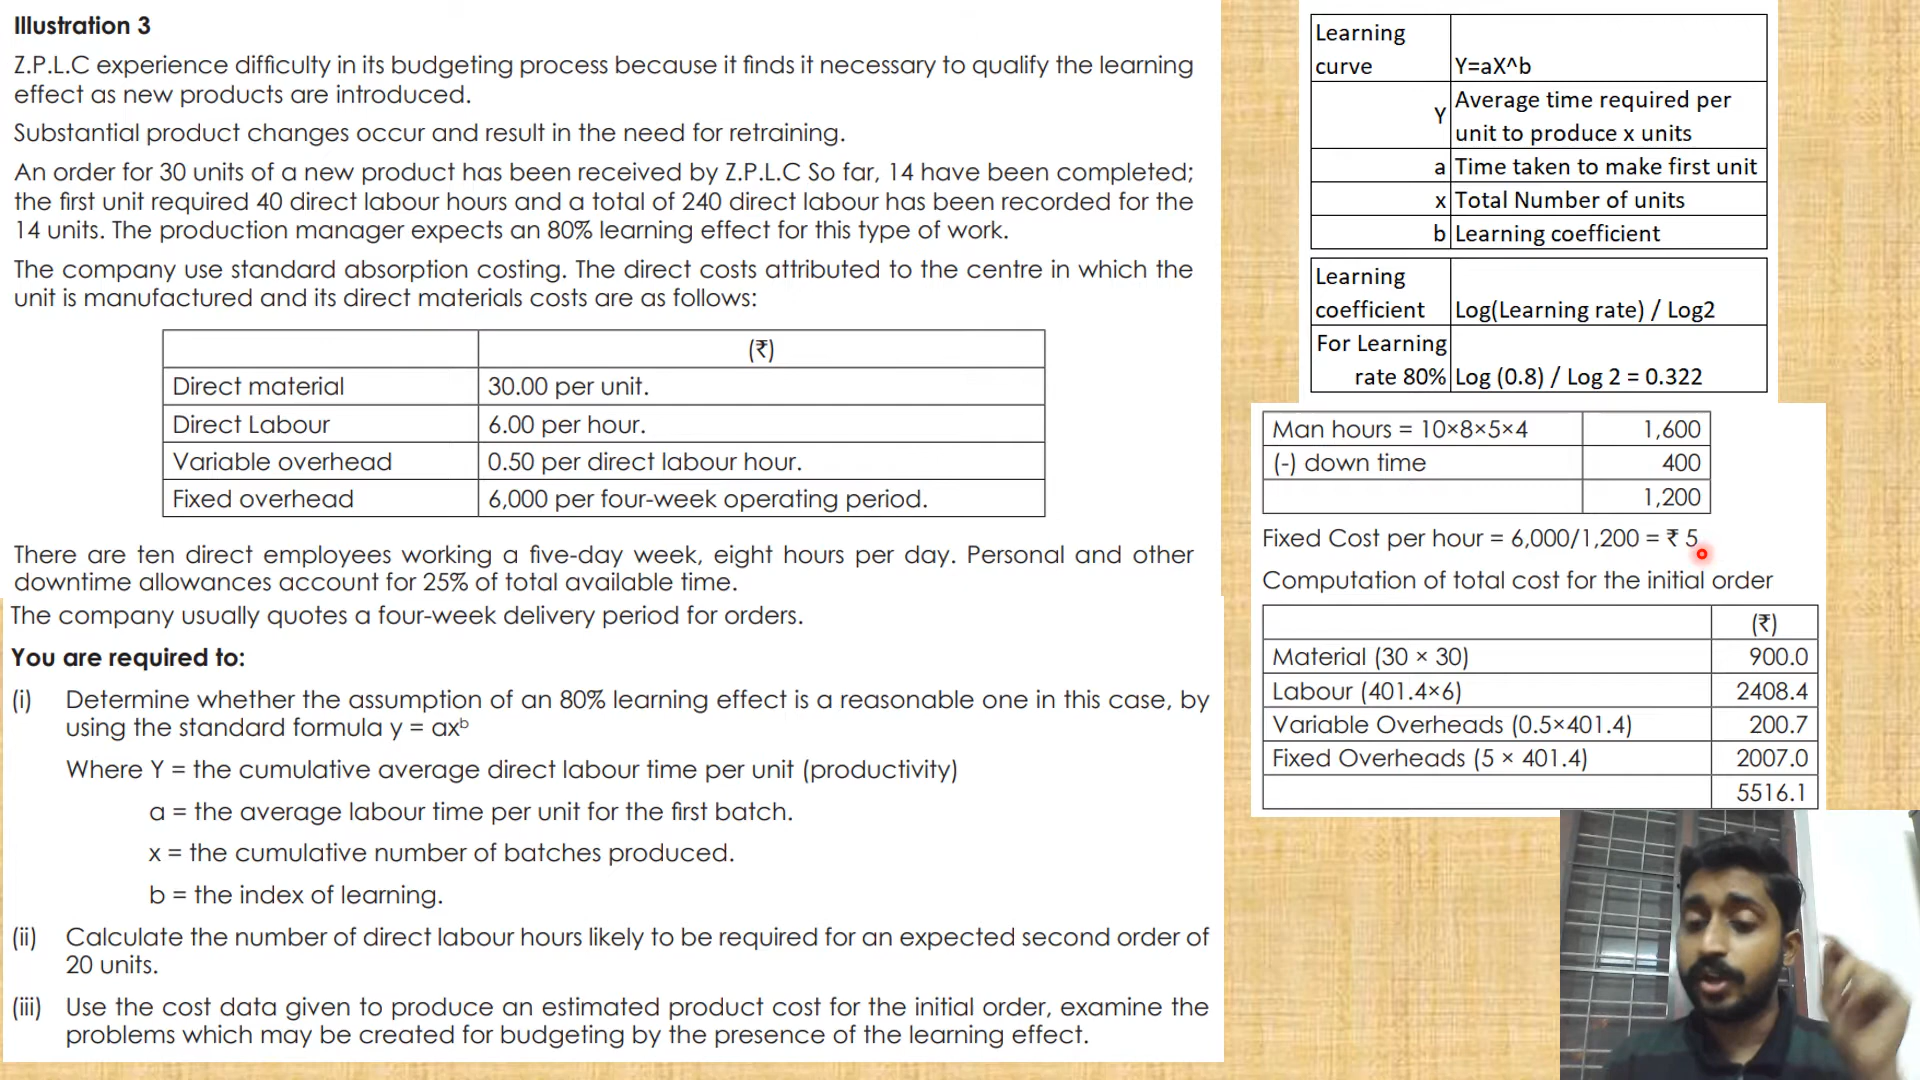 Illustration 3
Z.P.L.C experience difficulty in its budgeting process because it finds it necessary to qualify the learning
effect as new products are introduced.
Substantial product changes occur and result in the need for retraining.
An order for 30 units of a new product has been received by Z.P.L.C So far, 14 have been completed;
the first unit required 40 direct labour hours and a total of 240 direct labour has been recorded for the
14 units. The production manager expects an 80% learning effect for this type of work.
The company use standard absorption costing. The direct costs attributed to the centre in which the
unit is manufactured and its direct materials costs are as follows:
(₹)
Direct material 30.00 per unit.
Direct Labour 6.00 per hour.
Variable overhead 0.50 per direct labour hour.
Fixed overhead 6,000 per four-week operating period.
There are ten direct employees working a five-day week, eight hours per day. Personal and other
downtime allowances account for 25% of total available time.
The company usually quotes a four-week delivery period for orders.
You are required to:
(i) Determine whether the assumption of an 80% learning effect is a reasonable one in this case, by
using the standard formula y = axᵇ
Where Y = the cumulative average direct labour time per unit (productivity)
a = the average labour time per unit for the first batch.
x = the cumulative number of batches produced.
b = the index of learning.
(ii) Calculate the number of direct labour hours likely to be required for an expected second order of
20 units.
(iii) Use the cost data given to produce an estimated product cost for the initial order, examine the
problems which may be created for budgeting by the presence of the learning effect.
Learning
curve Y=aX^b
Y Average time required per
unit to produce x units
a Time taken to make first unit
x Total Number of units
b Learning coefficient
Learning
coefficient Log(Learning rate) / Log2
For Learning
rate 80% Log (0.8) / Log 2 = 0.322
Man hours = 10×8×5×4 1,600
(-) down time 400
1,200
Fixed Cost per hour = 6,000/1,200 = ₹ 5
Computation of total cost for the initial order
(₹)
Material (30 × 30) 900.0
Labour (401.4×6) 2408.4
Variable Overheads (0.5×401.4) 200.7
Fixed Overheads (5 × 401.4) 2007.0
5516.1